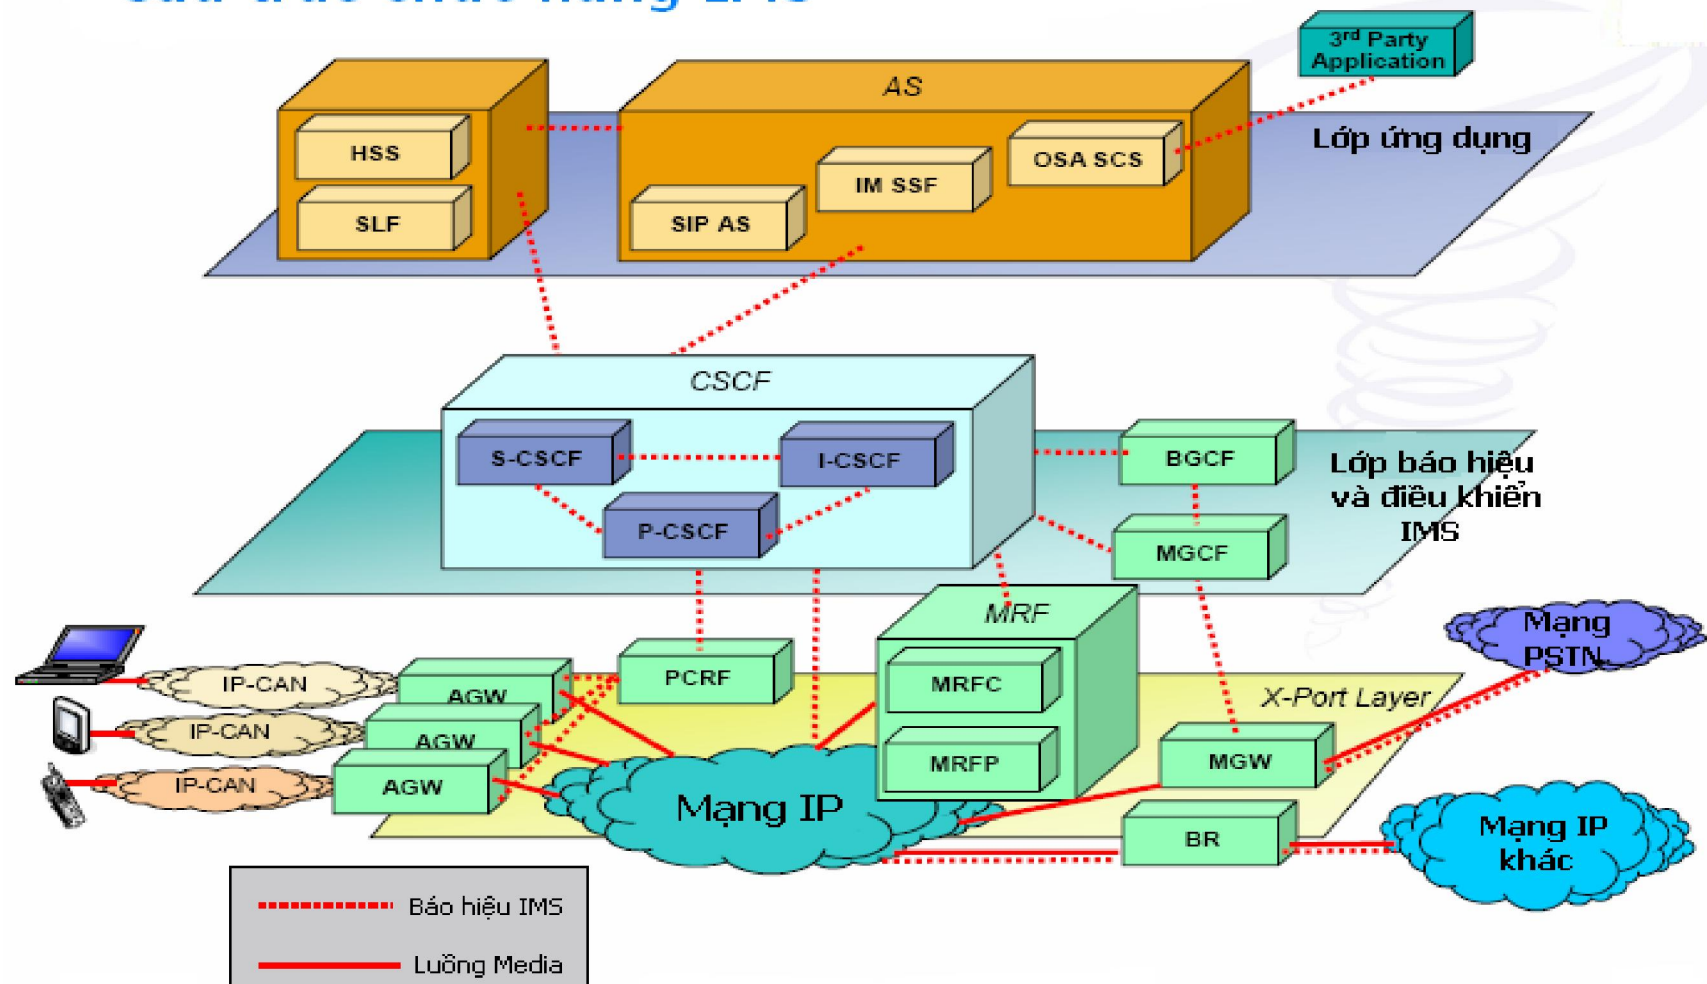 3rd Party
Application
AS
Lớp ứng dụng
HSS
OSA SCS
IM SSF
SLF
SIP AS
CSCF
S-CSCF
I-CSCF
BGCF
Lớp báo hiệu
và điều khiển
IMS
P-CSCF
MGCF
MRF
Mạng
PSTN
IP-CAN
AGW
PCRF
MRFC
X-Port Layer
IP-CAN
AGW
MRFP
MGW
IP-CAN
AGW
Mạng IP
BR
Mạng IP
khác
Báo hiệu IMS
Luồng Media